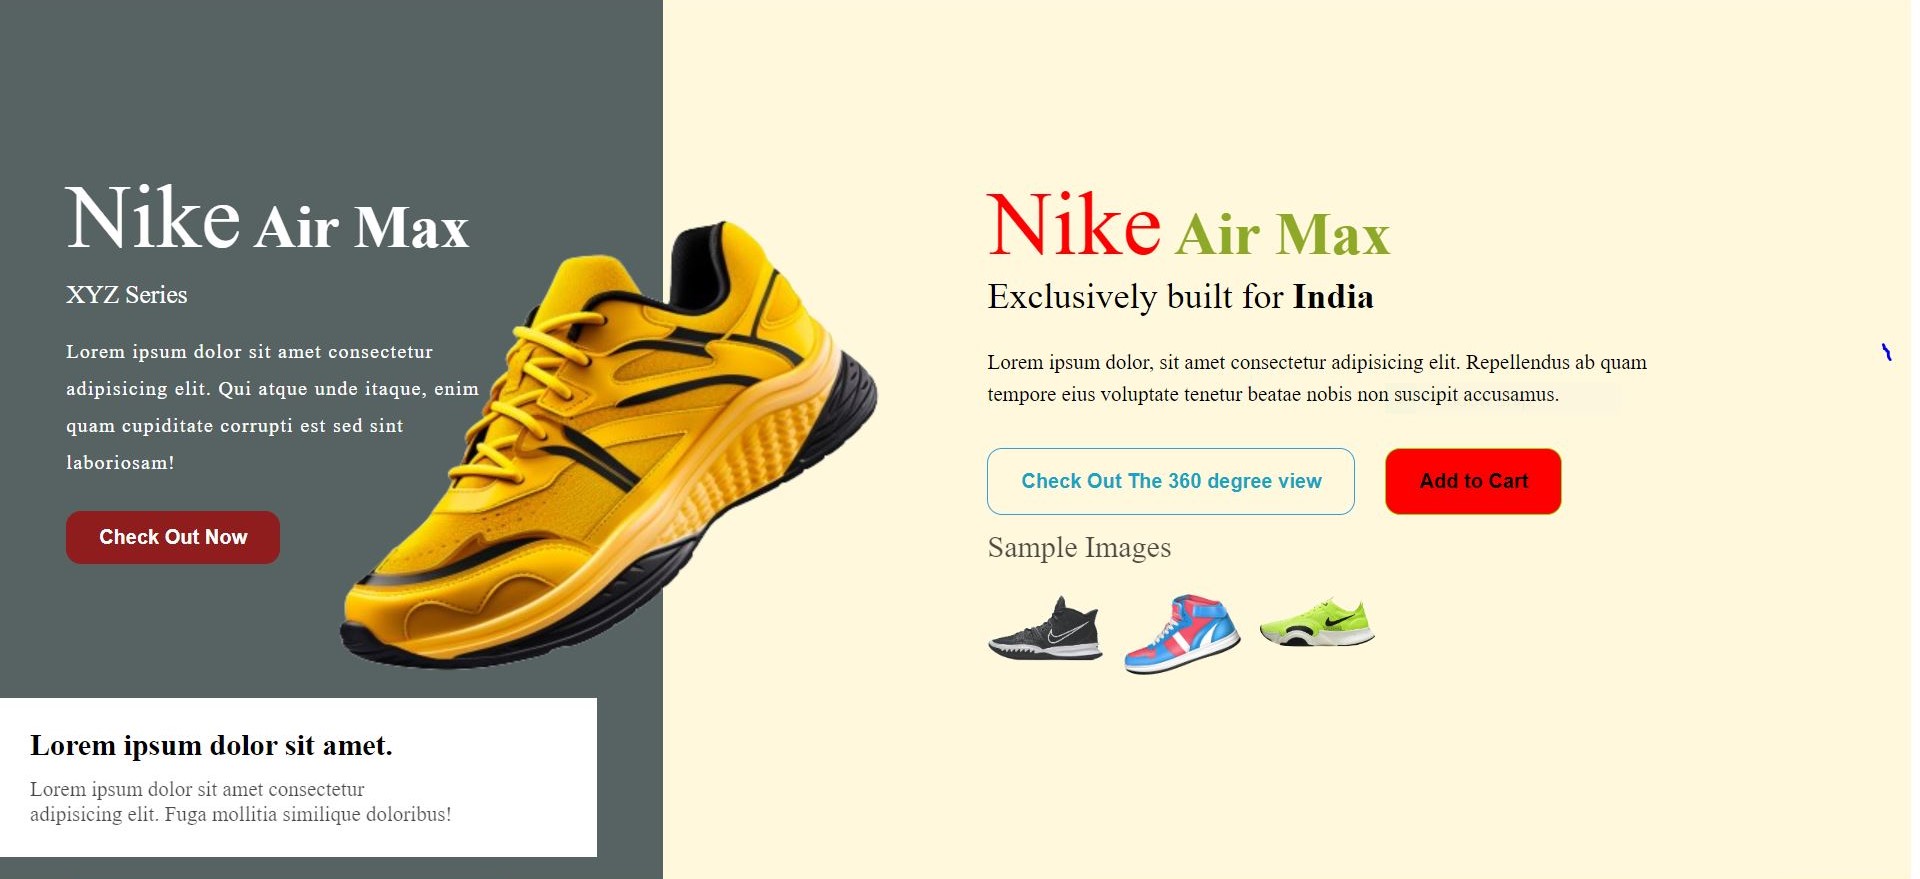 Nike Air Max
XYZ Series
Lorem ipsum dolor sit amet consectetur
adipisicing elit. Qui atque unde itaque, enim
quam cupiditate corrupti est sed sint
laboriosam!
Check Out Now
Lorem ipsum dolor sit amet.
Lorem ipsum dolor sit amet consectetur
adipisicing elit. Fuga mollitia similique doloribus!
Nike Air Max
Exclusively built for India
Lorem ipsum dolor, sit amet consectetur adipisicing elit. Repellendus ab quam
tempore eius voluptate tenetur beatae nobis non suscipit accusamus.
Check Out The 360 degree view
Add to Cart
Sample Images